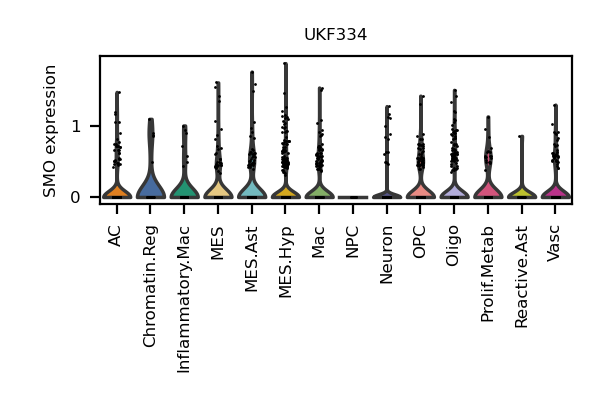 UKF334
SMO expression
1
0
AC
Chromatin.Reg
Inflammatory.Mac
MES
MES.Ast
MES.Hyp
Mac
NPC
Neuron
OPC
Oligo
Prolif.Metab
Reactive.Ast
Vasc